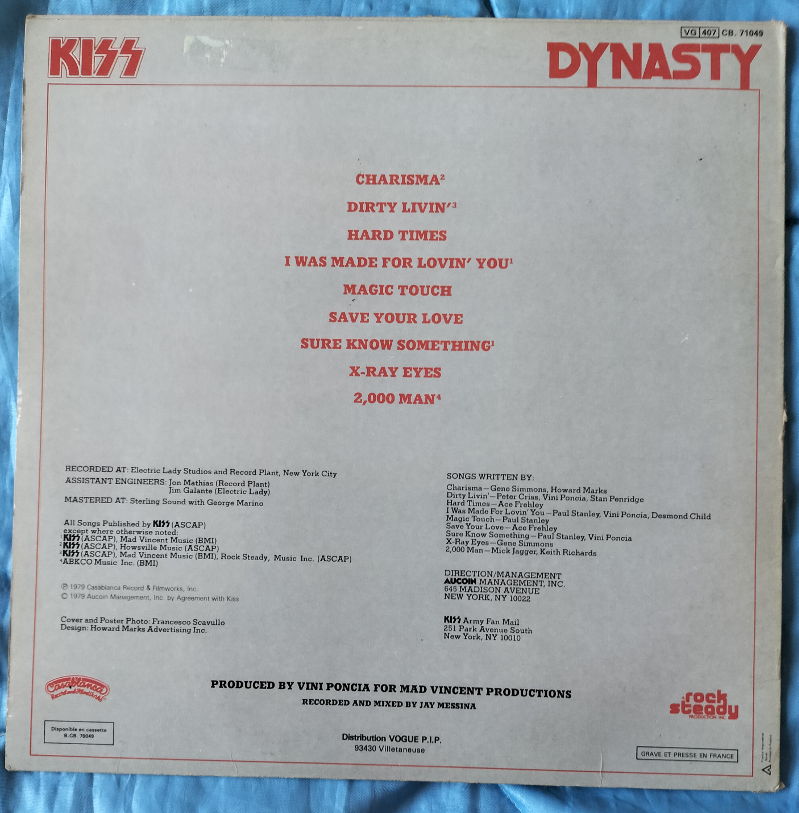 KISS
VG 407 CB. 71049
DYNASTY
CHARISMA²
DIRTY LIVIN'³
HARD TIMES
I WAS MADE FOR LOVIN' YOU¹
MAGIC TOUCH
SAVE YOUR LOVE
SURE KNOW SOMETHING¹
X-RAY EYES
2,000 MAN⁴
RECORDED AT: Electric Lady Studios and Record Plant, New York City
ASSISTANT ENGINEERS: Jon Mathias (Record Plant)
Jim Galante (Electric Lady)
MASTERED AT: Sterling Sound with George Marino
All Songs Published by KISS (ASCAP)
except where otherwise noted:
¹KISS (ASCAP), Mad Vincent Music (BMI)
²KISS (ASCAP), Howsville Music (ASCAP)
³KISS (ASCAP), Mad Vincent Music (BMI), Rock Steady, Music Inc. (ASCAP)
⁴ABKCO Music Inc. (BMI)
℗ 1979 Casablanca Record & Filmworks, Inc.
© 1979 Aucoin Management, Inc. by Agreement with Kiss
Cover and Poster Photo: Francesco Scavullo
Design: Howard Marks Advertising Inc.
SONGS WRITTEN BY:
Charisma—Gene Simmons, Howard Marks
Dirty Livin'—Peter Criss, Vini Poncia, Stan Penridge
Hard Times—Ace Frehley
I Was Made For Lovin' You—Paul Stanley, Vini Poncia, Desmond Child
Magic Touch—Paul Stanley
Save Your Love—Ace Frehley
Sure Know Something—Paul Stanley, Vini Poncia
X-Ray Eyes—Gene Simmons
2,000 Man—Mick Jagger, Keith Richards
DIRECTION/MANAGEMENT
AUCOIN MANAGEMENT, INC.
645 MADISON AVENUE
NEW YORK, NY 10022
KISS Army Fan Mail
251 Park Avenue South
New York, NY 10010
Casablanca
Record and FilmWorks
PRODUCED BY VINI PONCIA FOR MAD VINCENT PRODUCTIONS
RECORDED AND MIXED BY JAY MESSINA
rock
steady
PRODUCTION INC
Disponible en cassette
B.CB. 75049
Distribution VOGUE P.I.P.
93430 Villetaneuse
GRAVE ET PRESSE EN FRANCE